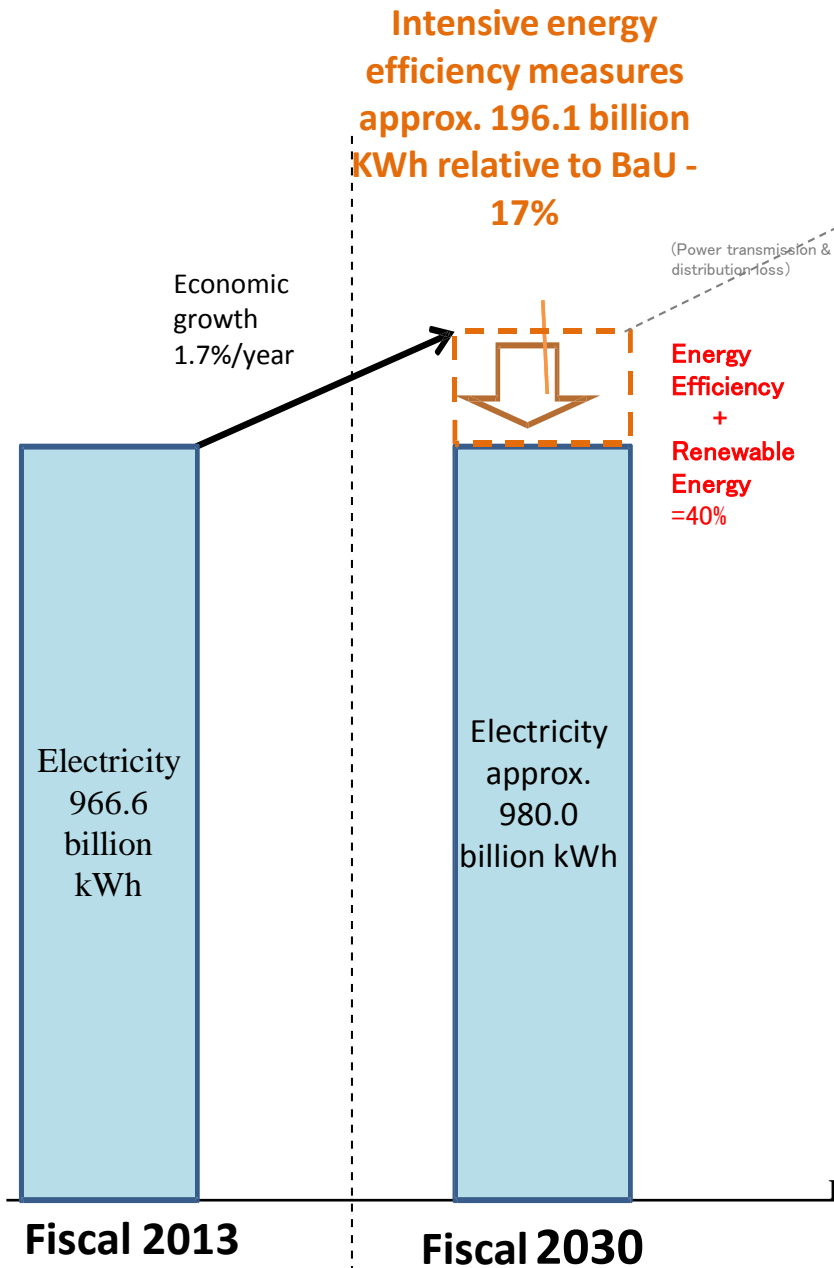 Intensive energy
efficiency measures
approx. 196.1 billion
KWh relative to BaU -
17%
(Power transmission &
distribution loss)
Economic
growth
1.7%/year
Energy
Efficiency
+
Renewable
Energy
=40%
Electricity
966.6
billion
kWh
Electricity
approx.
980.0
billion kWh
Fiscal 2013
Fiscal 2030